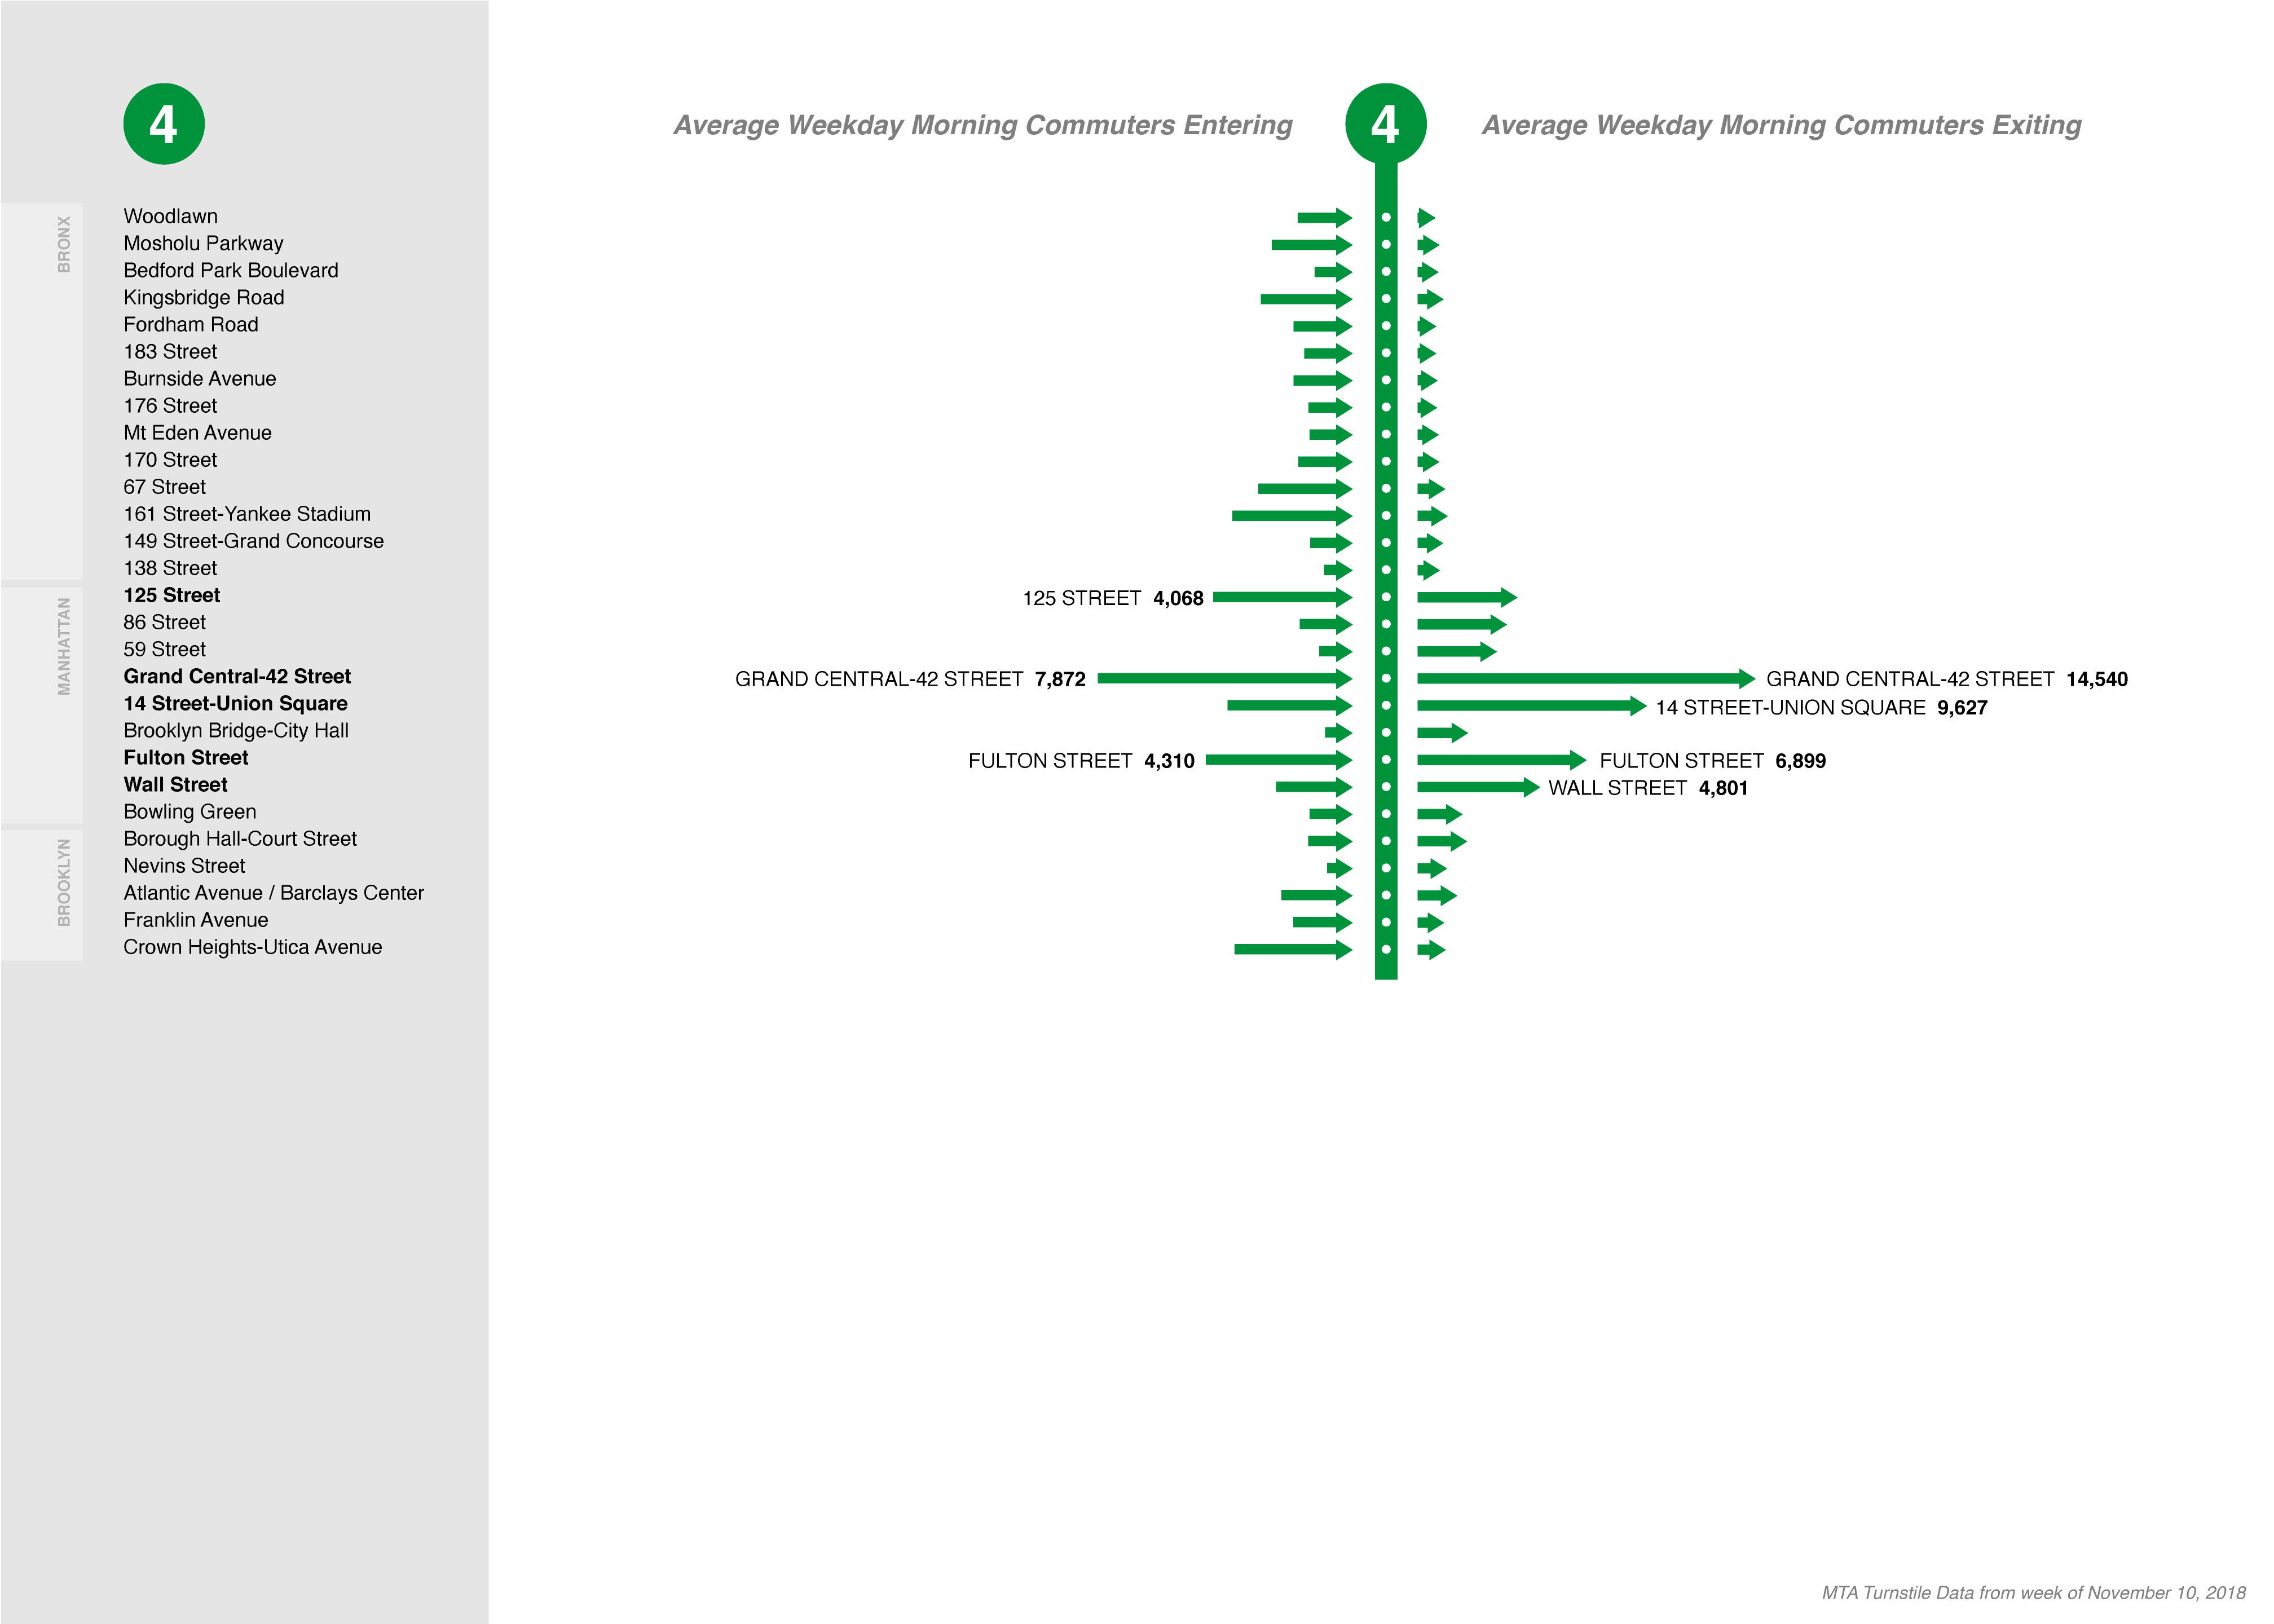 4
BRONX
Woodlawn
Mosholu Parkway
Bedford Park Boulevard
Kingsbridge Road
Fordham Road
183 Street
Burnside Avenue
176 Street
Mt Eden Avenue
170 Street
67 Street
161 Street-Yankee Stadium
149 Street-Grand Concourse
138 Street
MANHATTAN
125 Street
86 Street
59 Street
Grand Central-42 Street
14 Street-Union Square
Brooklyn Bridge-City Hall
Fulton Street
Wall Street
Bowling Green
BROOKLYN
Borough Hall-Court Street
Nevins Street
Atlantic Avenue / Barclays Center
Franklin Avenue
Crown Heights-Utica Avenue
Average Weekday Morning Commuters Entering
4
Average Weekday Morning Commuters Exiting
125 STREET 4,068
GRAND CENTRAL-42 STREET 7,872
GRAND CENTRAL-42 STREET 14,540
14 STREET-UNION SQUARE 9,627
FULTON STREET 4,310
FULTON STREET 6,899
WALL STREET 4,801
MTA Turnstile Data from week of November 10, 2018